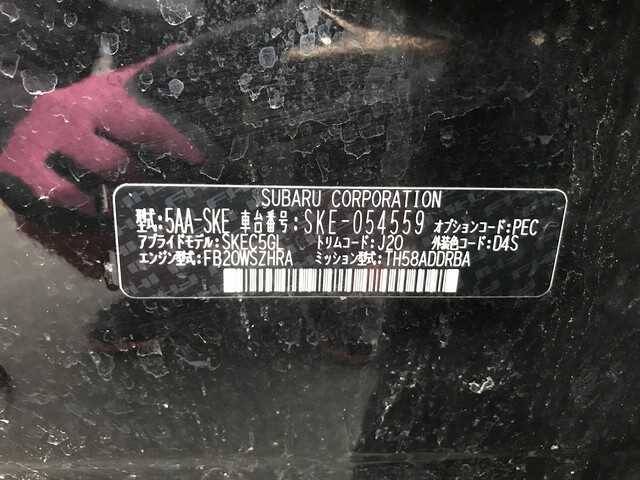 SUBARU CORPORATION
型式:5AA-SKE 車台番号:SKE-054559 オプションコード:PEC
アプライドモデル:SKEC5GL トリムコード:J20 外装色コード:D4S
エンジン型式:FB20WSZHRA ミッション型式:TH58ADDRBA